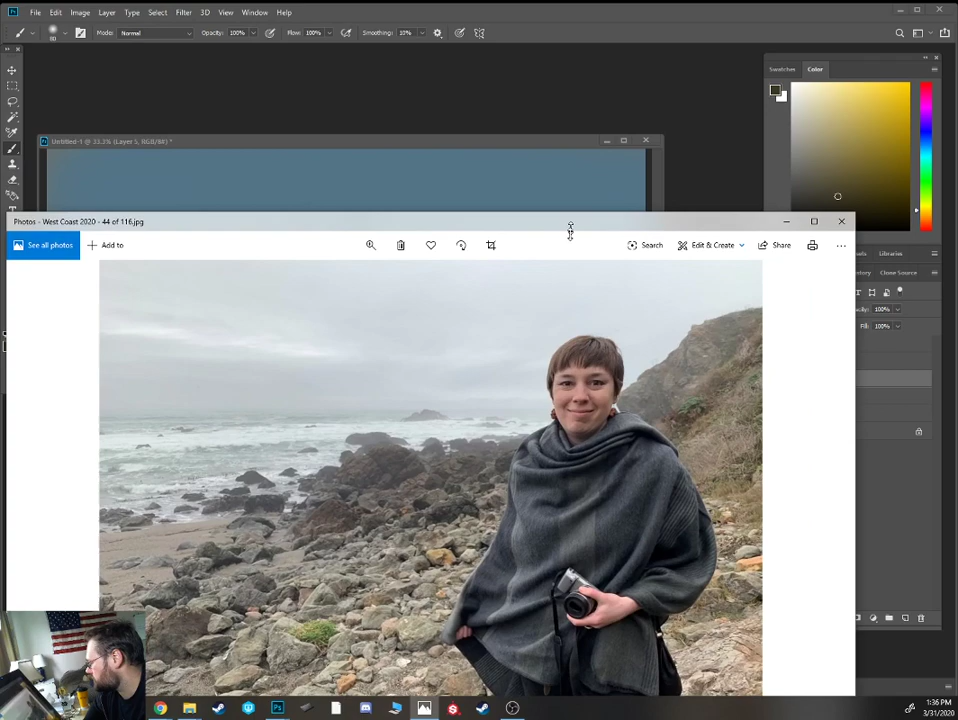 File Edit Image Layer Type Select Filter 3D View Window Help
Mode: Normal Opacity: 100% Flow: 100% Smoothing: 10%
Swatches Color
Untitled-1 @ 33.3% (Layer 5, RGB/8#) *
Photos - West Coast 2020 - 44 of 116.jpg
See all photos Add to Search Edit & Create Share
Libraries
Clone Source
100%
Fill: 100%
1:36 PM
3/31/2020